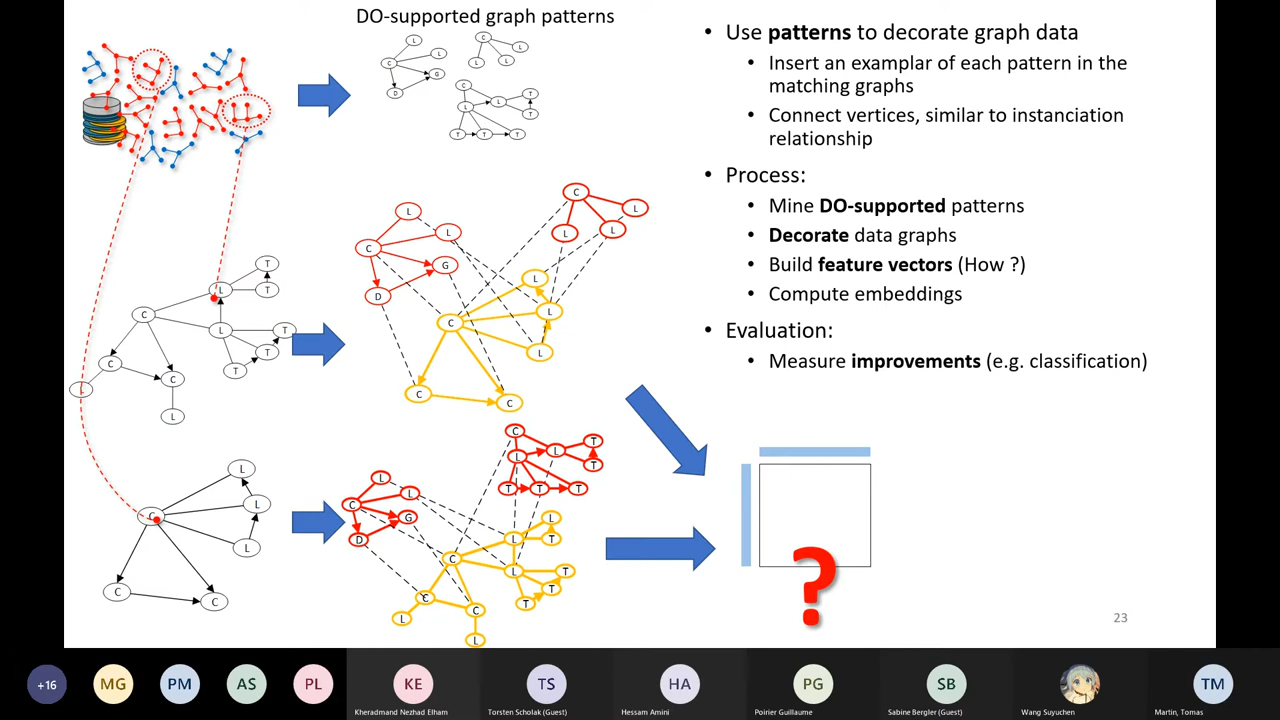 DO-supported graph patterns
• Use patterns to decorate graph data
• Insert an examplar of each pattern in the
matching graphs
• Connect vertices, similar to instanciation
relationship
• Process:
• Mine DO-supported patterns
• Decorate data graphs
• Build feature vectors (How ?)
• Compute embeddings
• Evaluation:
• Measure improvements (e.g. classification)
L
C
L
G
D
C
L
L
L
C
L
L
T
T
T
T
T
L
L
C
G
D
C
L
L
L
L
L
L
C
C
C
T
L
T
C
L
T
T
T
C
C
L
L
C
L
T
L
T
T
T
T
L
L
C
G
D
L
L
T
C
L
T
T
T
C
C
L
L
L
C
L
L
C
C
?
23
+16
MG
PM
AS
PL
KE
TS
HA
PG
SB
TM
Kheradmand Nezhad Elham
Torsten Scholak (Guest)
Hessam Amini
Poirier Guillaume
Sabine Bergler (Guest)
Wang Suyuchen
Martin, Tomas